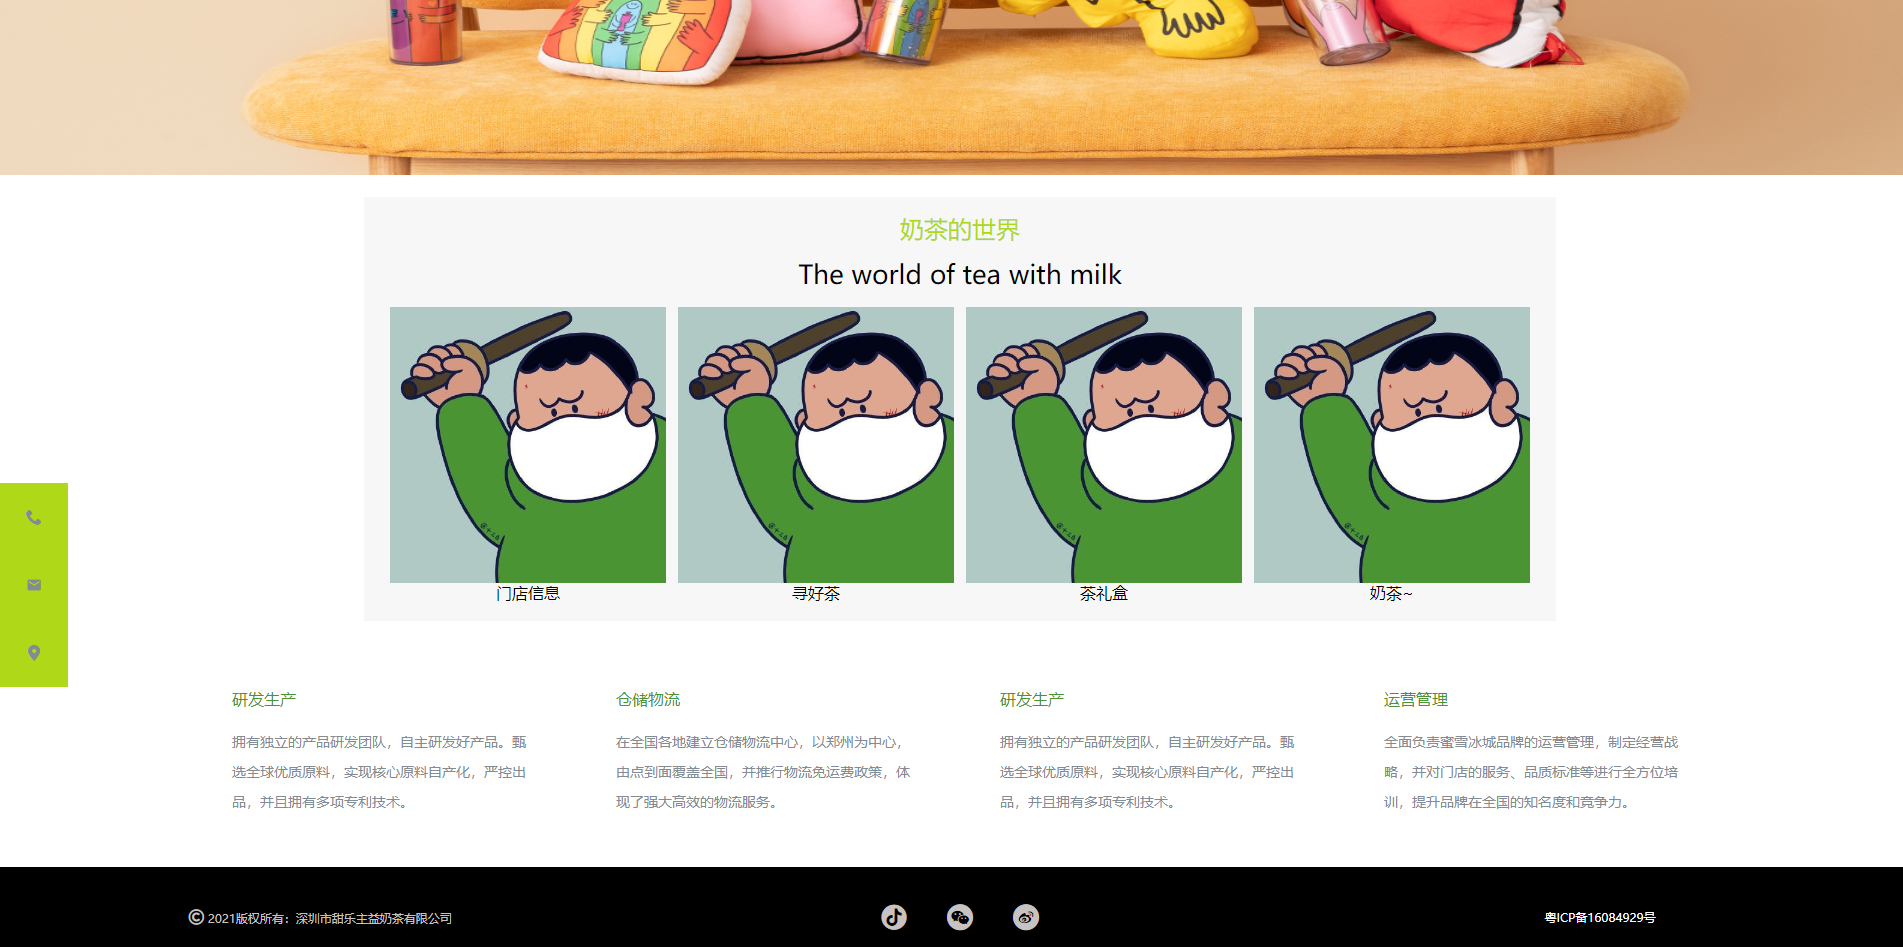 奶茶的世界
The world of tea with milk
门店信息
寻好茶
茶礼盒
奶茶~
研发生产
拥有独立的产品研发团队，自主研发好产品。甄
选全球优质原料，实现核心原料自产化，严控出
品，并且拥有多项专利技术。
仓储物流
在全国各地建立仓储物流中心，以郑州为中心，
由点到面覆盖全国，并推行物流免运费政策，体
现了强大高效的物流服务。
研发生产
拥有独立的产品研发团队，自主研发好产品。甄
选全球优质原料，实现核心原料自产化，严控出
品，并且拥有多项专利技术。
运营管理
全面负责蜜雪冰城品牌的运营管理，制定经营战
略，并对门店的服务、品质标准等进行全方位培
训，提升品牌在全国的知名度和竞争力。
© 2021版权所有：深圳市甜乐主益奶茶有限公司
粤ICP备16084929号